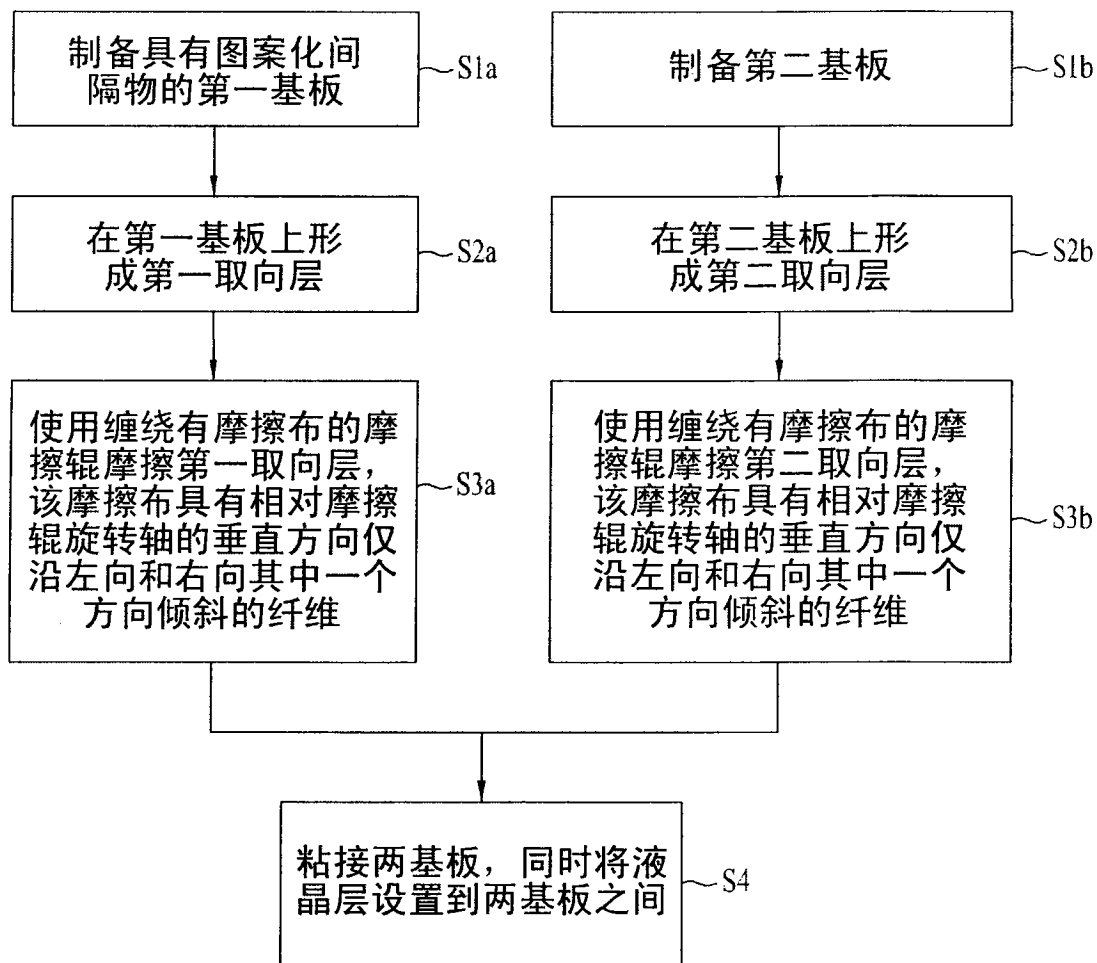 制备具有图案化间
隔物的第一基板
S1a
制备第二基板
S1b
在第一基板上形
成第一取向层
S2a
在第二基板上形
成第二取向层
S2b
使用缠绕有摩擦布的摩
擦辊摩擦第一取向层，
该摩擦布具有相对摩擦
辊旋转轴的垂直方向仅
沿左向和右向其中一个
方向倾斜的纤维
S3a
使用缠绕有摩擦布的摩
擦辊摩擦第二取向层，
该摩擦布具有相对摩擦
辊旋转轴的垂直方向仅
沿左向和右向其中一个
方向倾斜的纤维
S3b
粘接两基板，同时将液
晶层设置到两基板之间
S4